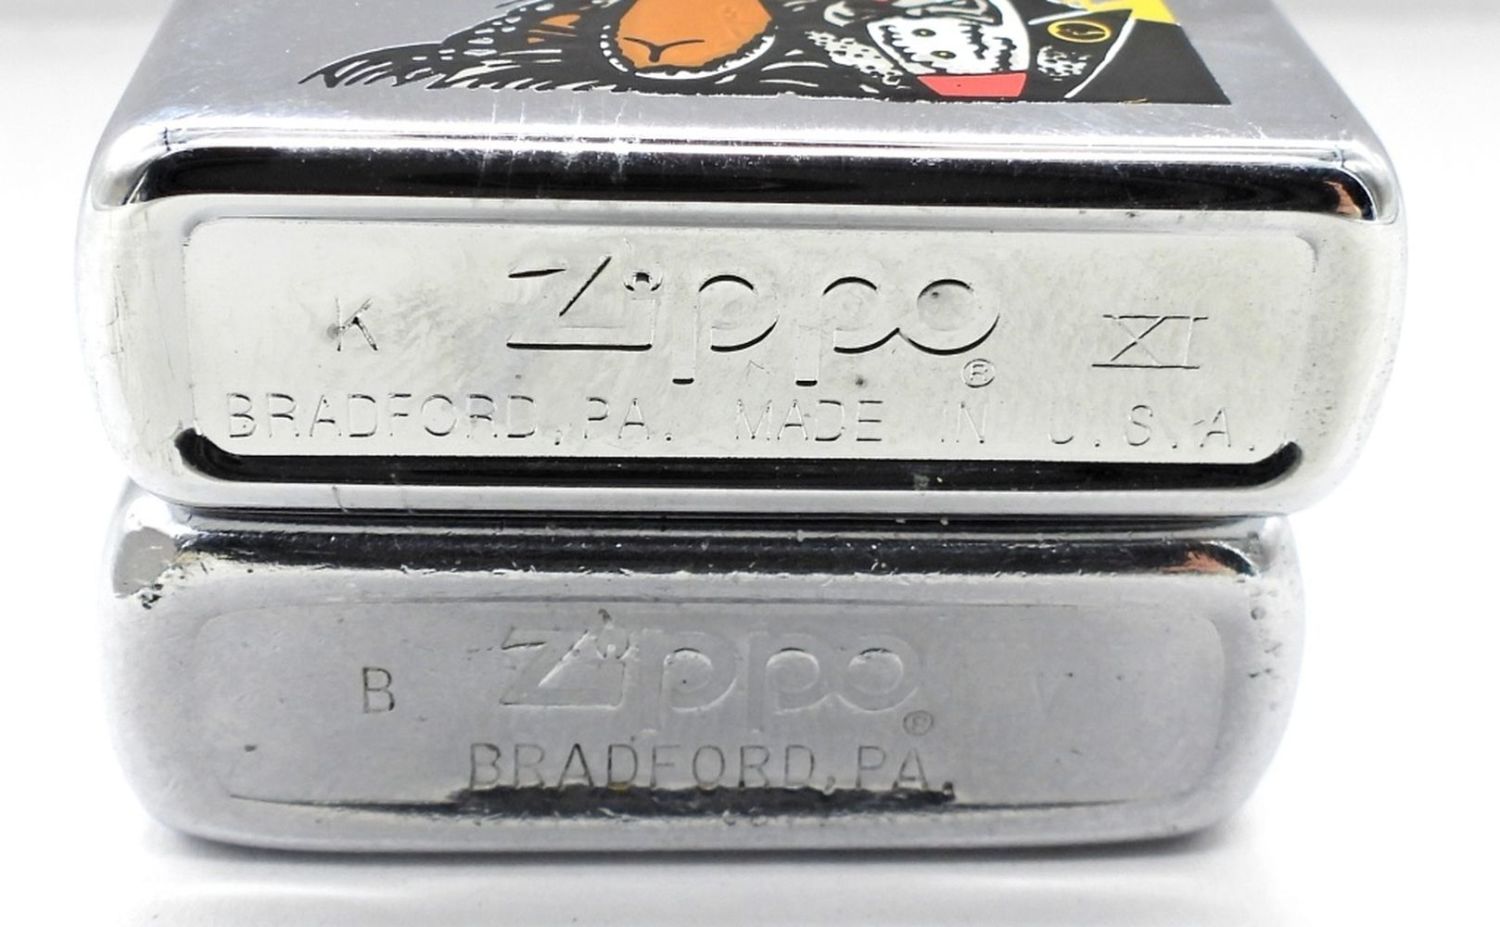 K Zippo ® XI
BRADFORD, PA. MADE IN U.S.A.
B Zippo ®
BRADFORD, PA.